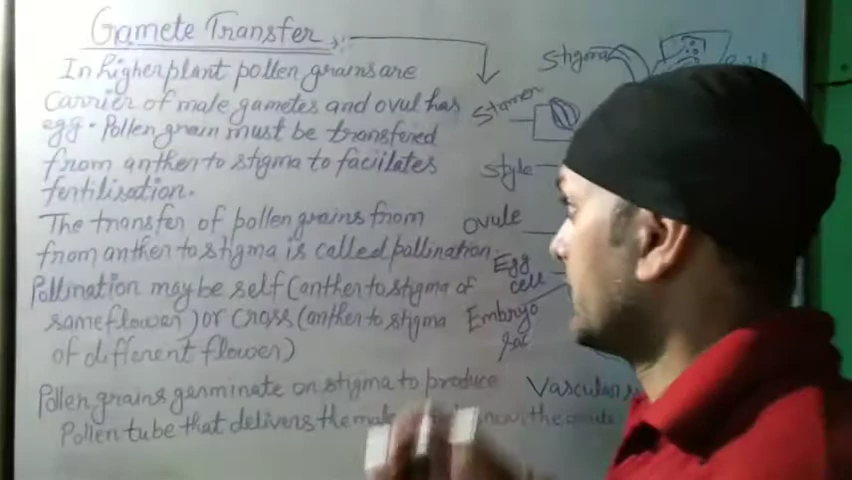 Gamete Transfer
In higher plant pollen grains are
carrier of male gametes and ovul has
egg. Pollen grain must be transfered
from anther to stigma to faciilates
fertilisation.
The transfer of pollen grains from
from anther to stigma is called pollination.
Pollination may be self (anther to stigma of
same flower) or cross (anther to stigma
of different flower)
Pollen grains germinate on stigma to produce
Pollen tube that delivers the male
Stigma
Stamen
style
ovule
Egg
cell
Embryo
Sac
Vascular